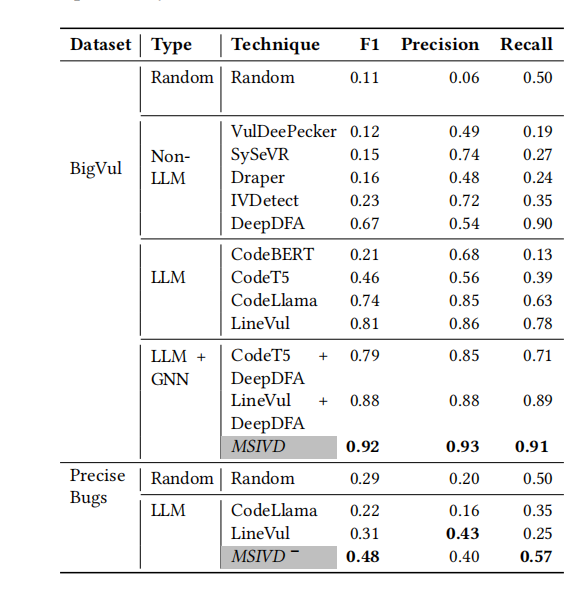 Dataset Type Technique F1 Precision Recall
Random Random 0.11 0.06 0.50
BigVul
Non-
LLM
VulDeePecker 0.12 0.49 0.19
SySeVR 0.15 0.74 0.27
Draper 0.16 0.48 0.24
IVDetect 0.23 0.72 0.35
DeepDFA 0.67 0.54 0.90
LLM
CodeBERT 0.21 0.68 0.13
CodeT5 0.46 0.56 0.39
CodeLlama 0.74 0.85 0.63
LineVul 0.81 0.86 0.78
LLM +
GNN
CodeT5 + 0.79 0.85 0.71
DeepDFA
LineVul + 0.88 0.88 0.89
DeepDFA
MSIVD 0.92 0.93 0.91
Precise
Bugs
Random Random 0.29 0.20 0.50
LLM CodeLlama 0.22 0.16 0.35
LineVul 0.31 0.43 0.25
MSIVD⁻ 0.48 0.40 0.57